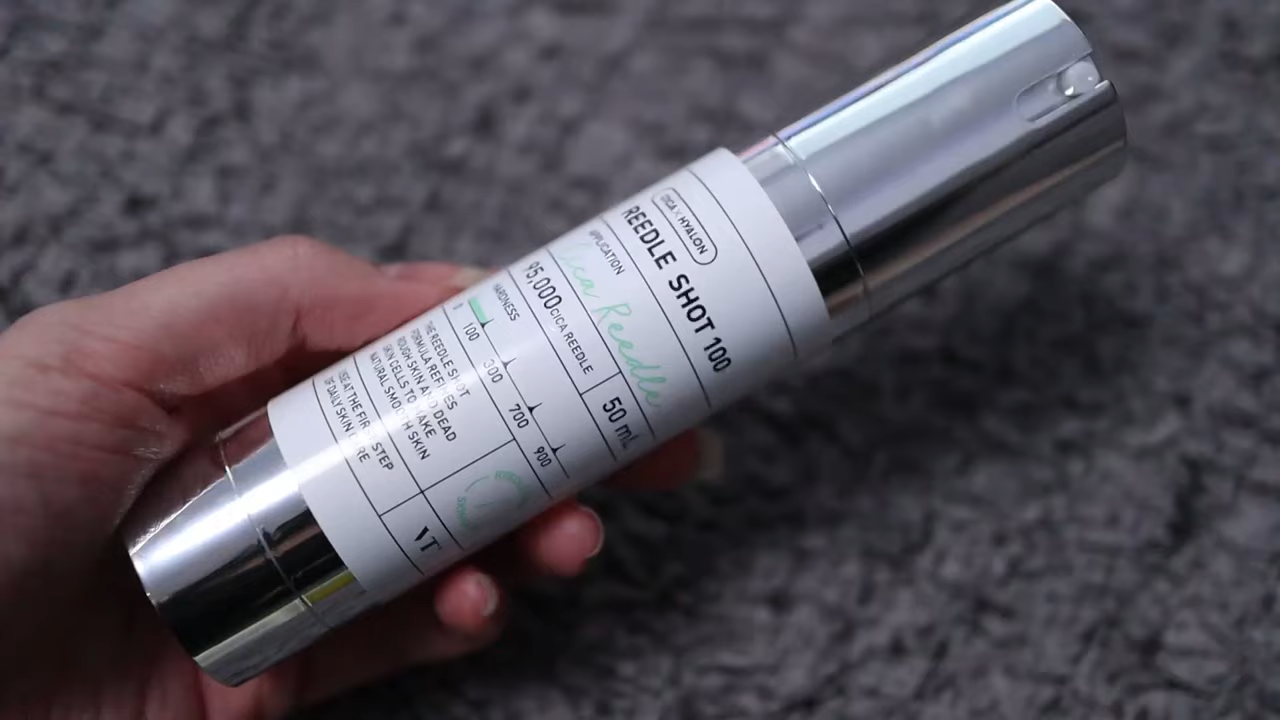 CICA X HYALON
REEDLE SHOT 100
APPLICATION
Cica Reedle
95,000 CICA REEDLE
50 mL
HARDNESS
100
300
700
900
THE REEDLE SHOT
FORMULA REFINES
ROUGH SKIN AND DEAD
SKIN CELLS TO MAKE
NATURAL SMOOTH SKIN
USE AT THE FIRST STEP
OF DAILY SKIN CARE
VT